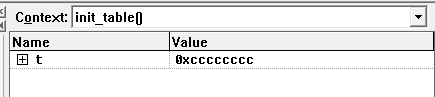 Context: init_table()
Name Value
t 0xcccccccc